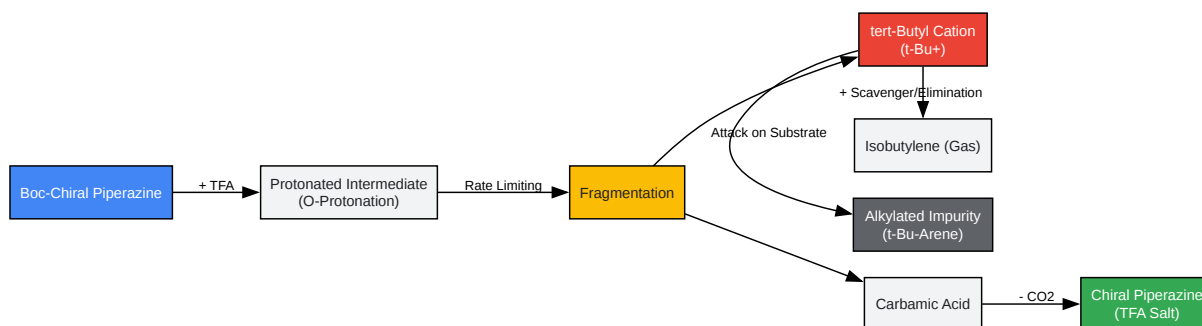 tert-Butyl Cation
(t-Bu+)
+ Scavenger/Elimination
Attack on Substrate
Isobutylene (Gas)
Boc-Chiral Piperazine
+ TFA
Protonated Intermediate
(O-Protonation)
Rate Limiting
Fragmentation
Alkylated Impurity
(t-Bu-Arene)
Carbamic Acid
- CO2
Chiral Piperazine
(TFA Salt)